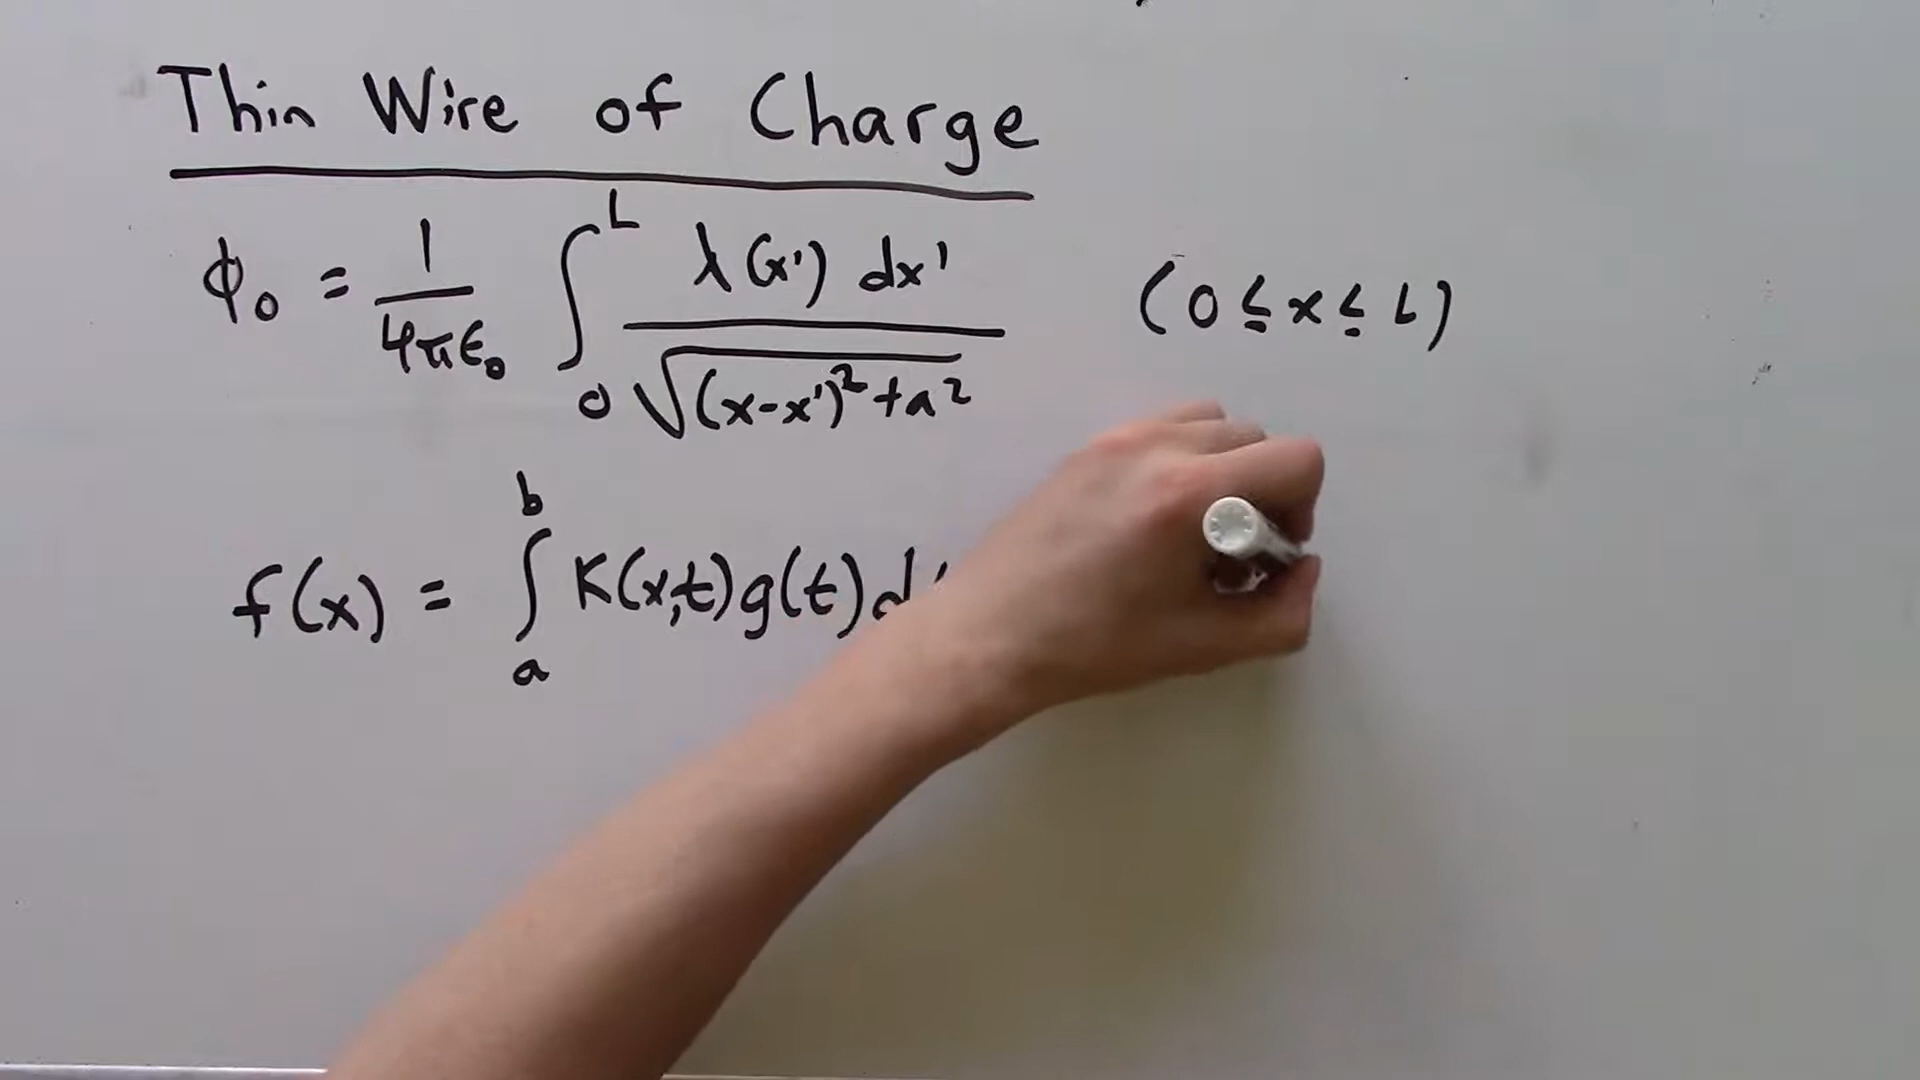 Thin Wire of Charge
ϕ₀ = 1/(4πϵ₀) ∫₀ᴸ λ(x') dx' / √((x-x')²+a²) (0 ≤ x ≤ L)
f(x) = ∫ₐᵇ K(x,t)g(t)d